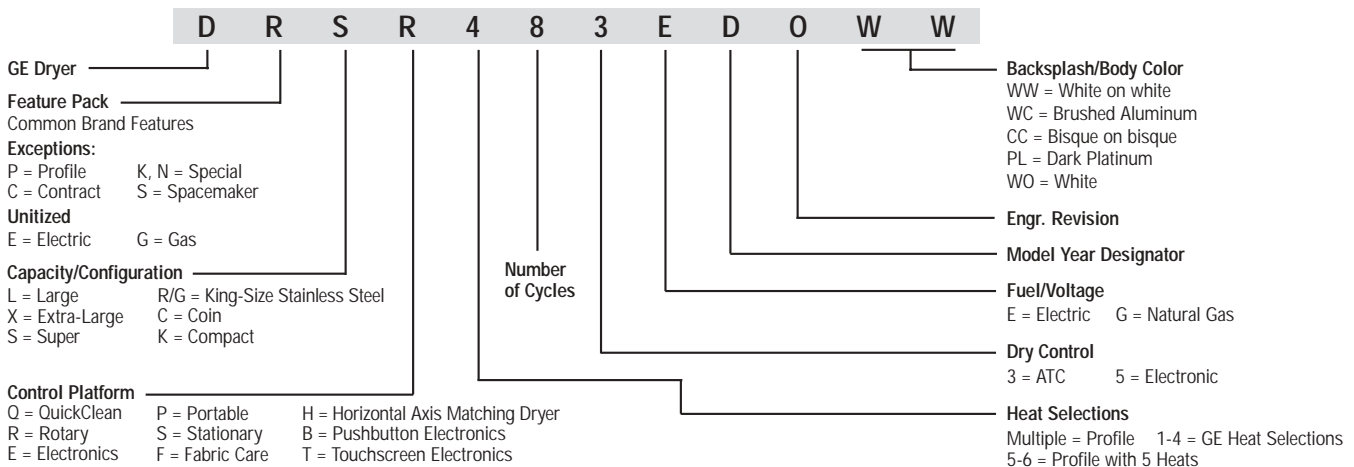 D R S R 4 8 3 E D 0 W W
GE Dryer
Feature Pack
Common Brand Features
Exceptions:
P = Profile K, N = Special
C = Contract S = Spacemaker
Unitized
E = Electric G = Gas
Capacity/Configuration
L = Large R/G = King-Size Stainless Steel
X = Extra-Large C = Coin
S = Super K = Compact
Control Platform
Q = QuickClean P = Portable H = Horizontal Axis Matching Dryer
R = Rotary S = Stationary B = Pushbutton Electronics
E = Electronics F = Fabric Care T = Touchscreen Electronics
Number
of Cycles
Backsplash/Body Color
WW = White on white
WC = Brushed Aluminum
CC = Bisque on bisque
PL = Dark Platinum
WO = White
Engr. Revision
Model Year Designator
Fuel/Voltage
E = Electric G = Natural Gas
Dry Control
3 = ATC 5 = Electronic
Heat Selections
Multiple = Profile 1-4 = GE Heat Selections
5-6 = Profile with 5 Heats